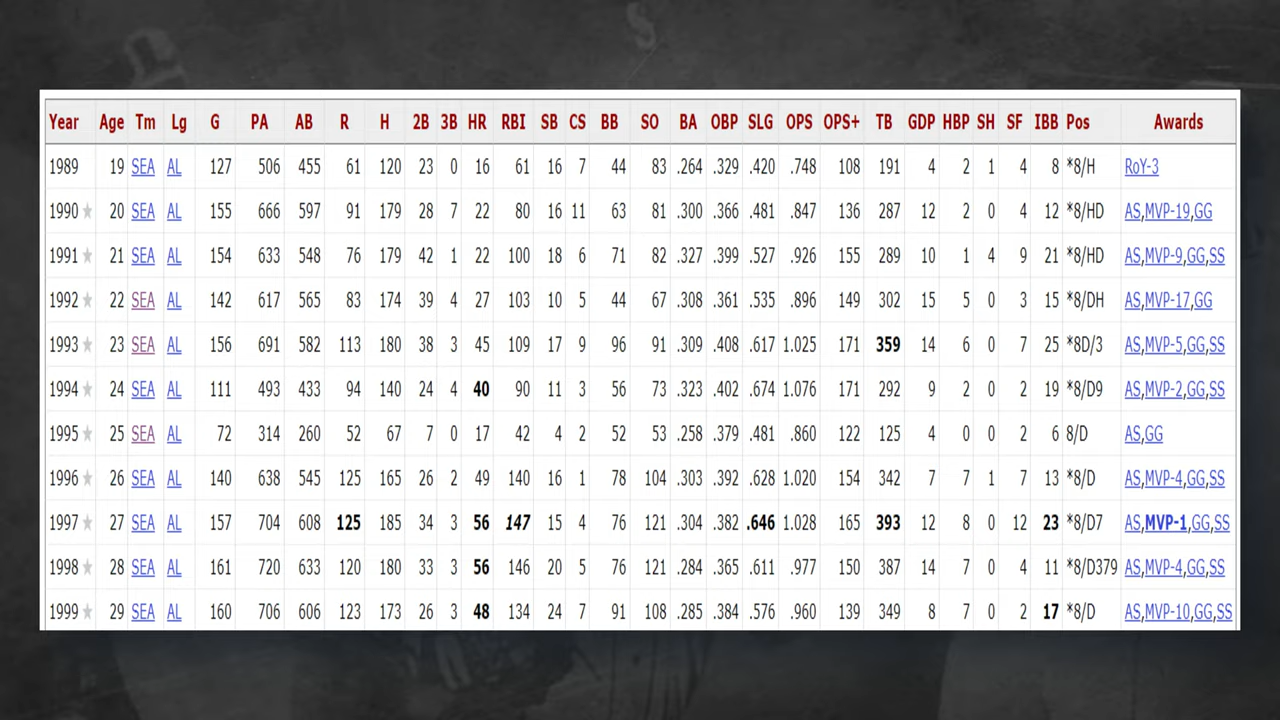 Year Age Tm Lg G PA AB R H 2B 3B HR RBI SB CS BB SO BA OBP SLG OPS OPS+ TB GDP HBP SH SF IBB Pos Awards
1989 19 SEA AL 127 506 455 61 120 23 0 16 61 16 7 44 83 .264 .329 .420 .748 108 191 4 2 1 4 8 *8/H RoY-3
1990 ★ 20 SEA AL 155 666 597 91 179 28 7 22 80 16 11 63 81 .300 .366 .481 .847 136 287 12 2 0 4 12 *8/HD AS,MVP-19,GG
1991 ★ 21 SEA AL 154 633 548 76 179 42 1 22 100 18 6 71 82 .327 .399 .527 .926 155 289 10 1 4 9 21 *8/HD AS,MVP-9,GG,SS
1992 ★ 22 SEA AL 142 617 565 83 174 39 4 27 103 10 5 44 67 .308 .361 .535 .896 149 302 15 5 0 3 15 *8/DH AS,MVP-17,GG
1993 ★ 23 SEA AL 156 691 582 113 180 38 3 45 109 17 9 96 91 .309 .408 .617 1.025 171 359 14 6 0 7 25 *8D/3 AS,MVP-5,GG,SS
1994 ★ 24 SEA AL 111 493 433 94 140 24 4 40 90 11 3 56 73 .323 .402 .674 1.076 171 292 9 2 0 2 19 *8/D9 AS,MVP-2,GG,SS
1995 ★ 25 SEA AL 72 314 260 52 67 7 0 17 42 4 2 52 53 .258 .379 .481 .860 122 125 4 0 0 2 6 8/D AS,GG
1996 ★ 26 SEA AL 140 638 545 125 165 26 2 49 140 16 1 78 104 .303 .392 .628 1.020 154 342 7 7 1 7 13 *8/D AS,MVP-4,GG,SS
1997 ★ 27 SEA AL 157 704 608 125 185 34 3 56 147 15 4 76 121 .304 .382 .646 1.028 165 393 12 8 0 12 23 *8/D7 AS,MVP-1,GG,SS
1998 ★ 28 SEA AL 161 720 633 120 180 33 3 56 146 20 5 76 121 .284 .365 .611 .977 150 387 14 7 0 4 11 *8/D379 AS,MVP-4,GG,SS
1999 ★ 29 SEA AL 160 706 606 123 173 26 3 48 134 24 7 91 108 .285 .384 .576 .960 139 349 8 7 0 2 17 *8/D AS,MVP-10,GG,SS